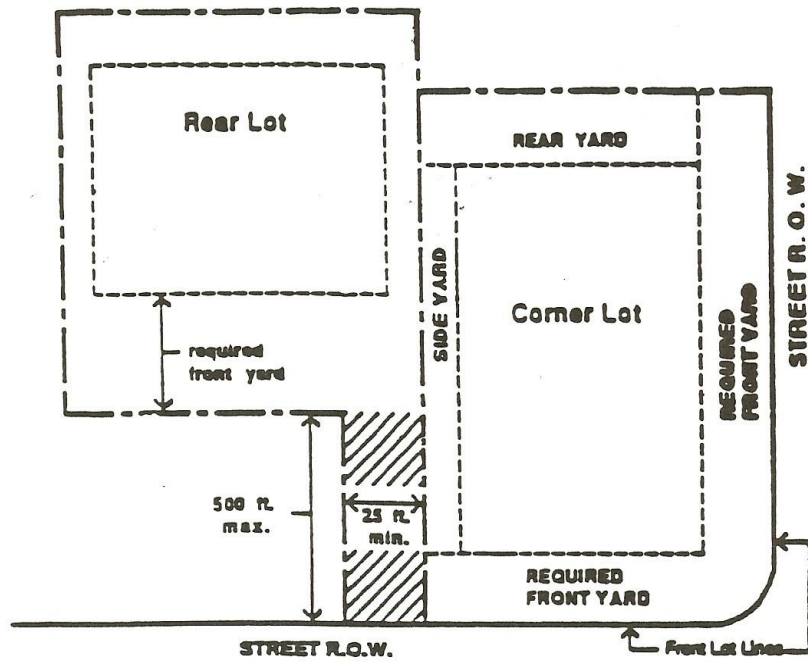 Rear Lot
REAR YARD
STREET R. O. W.
SIDE YARD
Corner Lot
REQUIRED
FRONT YARD
required
front yard
500 ft.
max.
25 ft.
min.
REQUIRED
FRONT YARD
STREET R.O.W.
Front Lot Lines